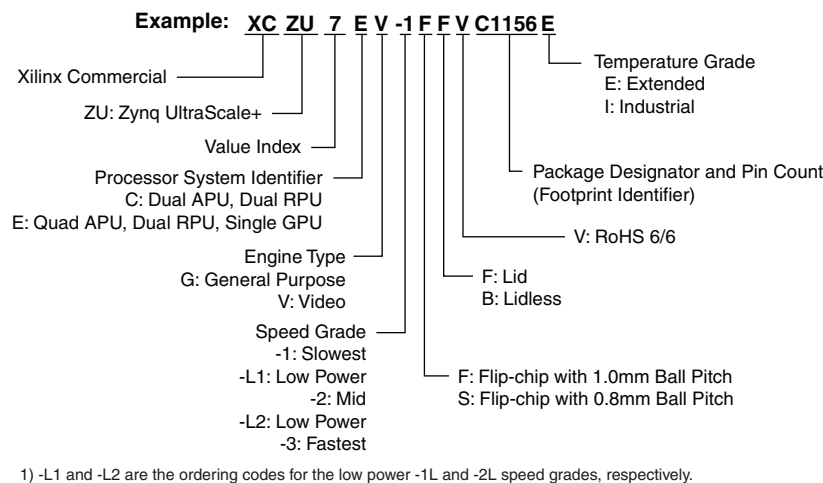 Example: XC ZU 7 E V -1 F F V C1156 E
Xilinx Commercial
ZU: Zynq UltraScale+
Value Index
Processor System Identifier
C: Dual APU, Dual RPU
E: Quad APU, Dual RPU, Single GPU
Engine Type
G: General Purpose
V: Video
Speed Grade
-1: Slowest
-L1: Low Power
-2: Mid
-L2: Low Power
-3: Fastest
Temperature Grade
E: Extended
I: Industrial
Package Designator and Pin Count
(Footprint Identifier)
V: RoHS 6/6
F: Lid
B: Lidless
F: Flip-chip with 1.0mm Ball Pitch
S: Flip-chip with 0.8mm Ball Pitch
1) -L1 and -L2 are the ordering codes for the low power -1L and -2L speed grades, respectively.